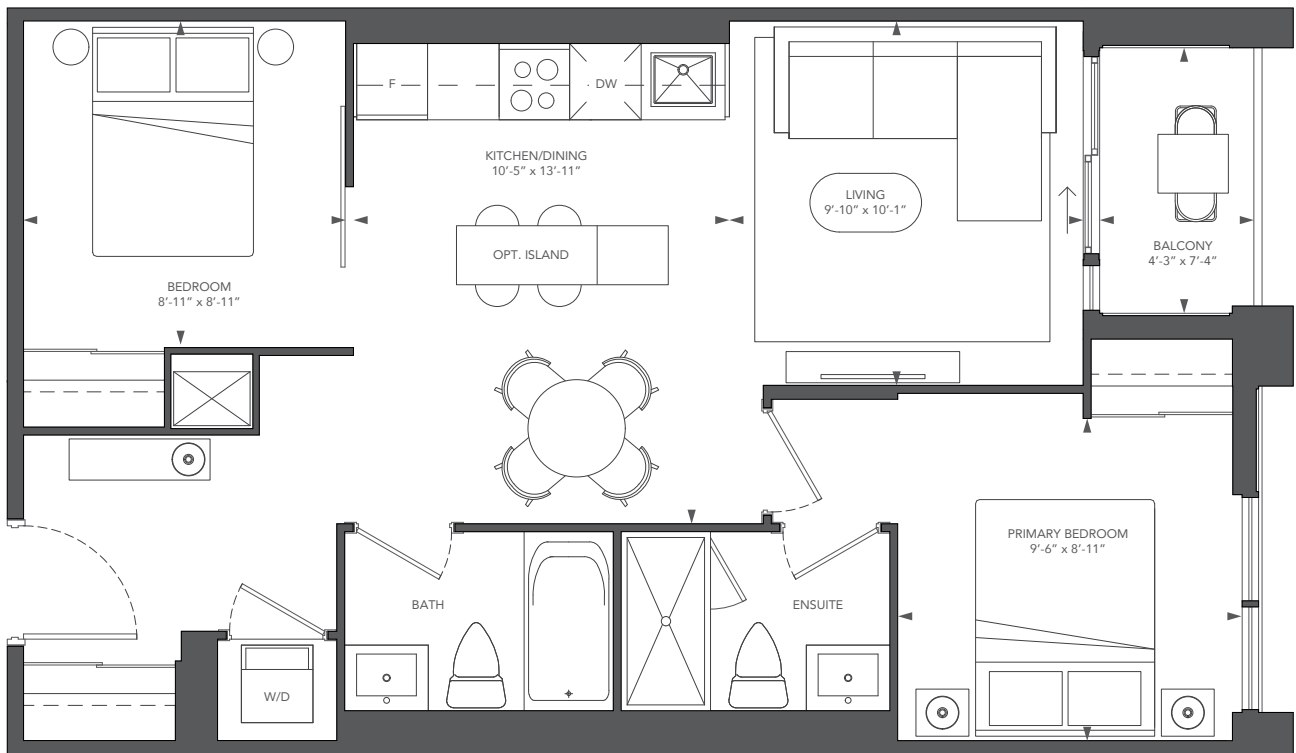 F
DW
KITCHEN/DINING
10'-5" x 13'-11"
LIVING
9'-10" x 10'-1"
OPT. ISLAND
BALCONY
4'-3" x 7'-4"
BEDROOM
8'-11" x 8'-11"
PRIMARY BEDROOM
9'-6" x 8'-11"
BATH
ENSUITE
W/D